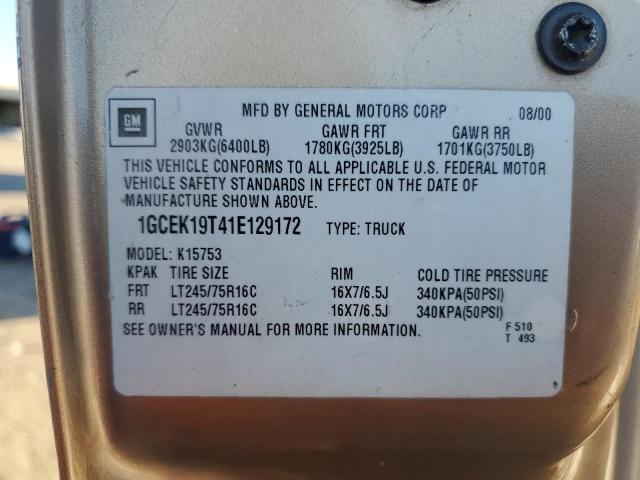 GM
MFD BY GENERAL MOTORS CORP 08/00
GVWR GAWR FRT GAWR RR
2903KG(6400LB) 1780KG(3925LB) 1701KG(3750LB)
THIS VEHICLE CONFORMS TO ALL APPLICABLE U.S. FEDERAL MOTOR
VEHICLE SAFETY STANDARDS IN EFFECT ON THE DATE OF
MANUFACTURE SHOWN ABOVE.
1GCEK19T41E129172 TYPE: TRUCK
MODEL: K15753
KPAK TIRE SIZE RIM COLD TIRE PRESSURE
FRT LT245/75R16C 16X7/6.5J 340KPA(50PSI)
RR LT245/75R16C 16X7/6.5J 340KPA(50PSI)
SEE OWNER'S MANUAL FOR MORE INFORMATION.
F 510
T 493